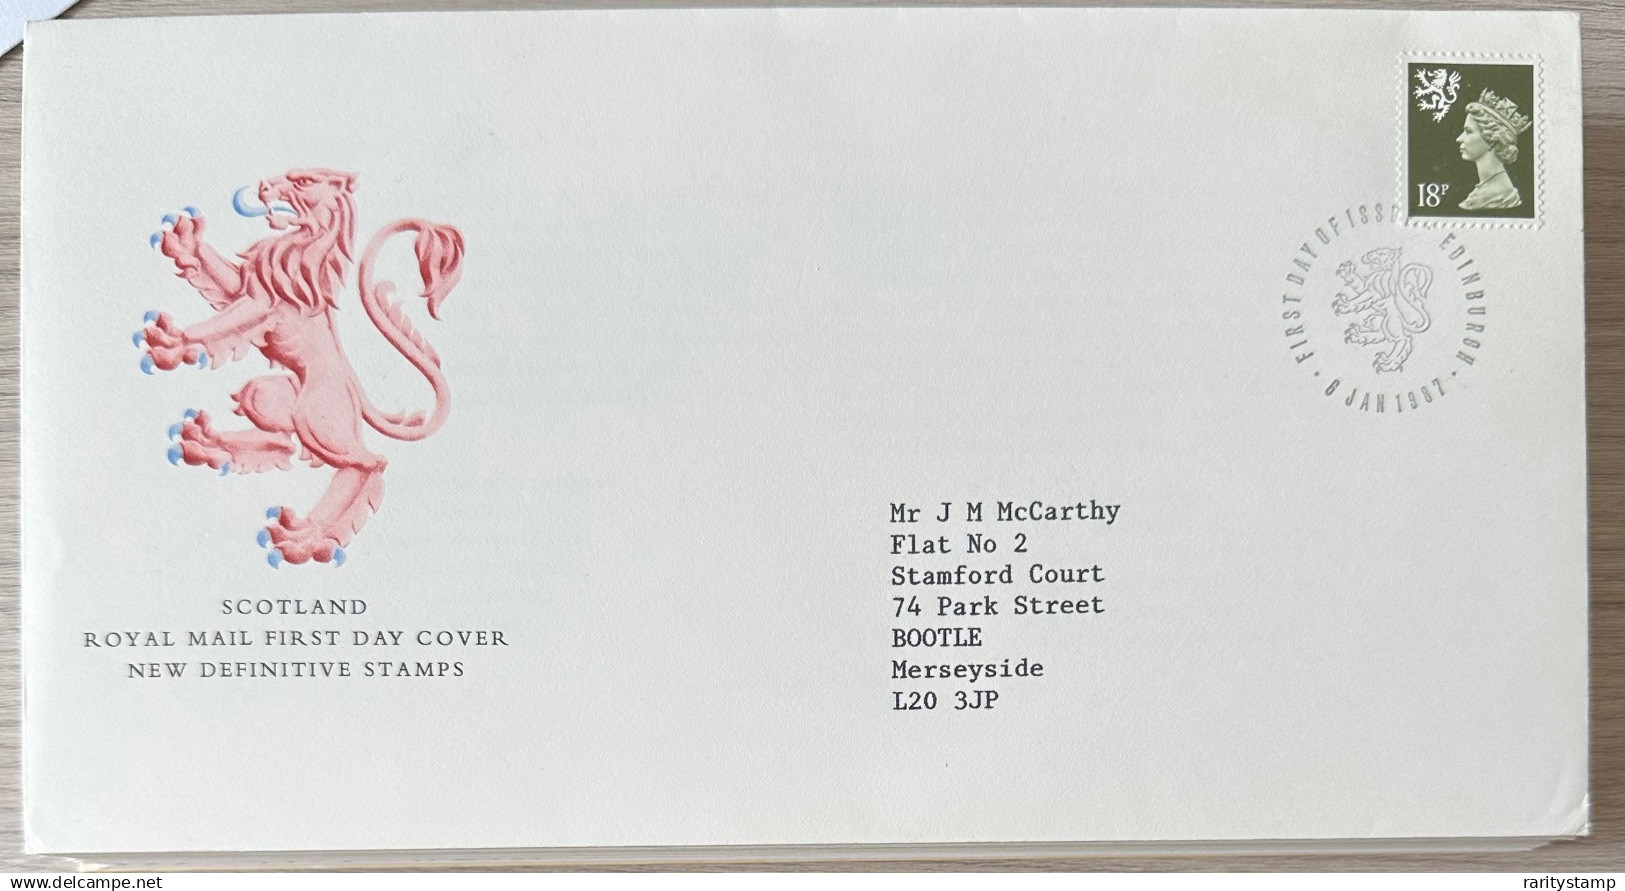 18P
FIRST DAY OF ISSUE · EDINBURGH ·
6 JAN 1987
Mr J M McCarthy
Flat No 2
Stamford Court
74 Park Street
BOOTLE
Merseyside
L20 3JP
SCOTLAND
ROYAL MAIL FIRST DAY COVER
NEW DEFINITIVE STAMPS
www.delcampe.net
raritystamp